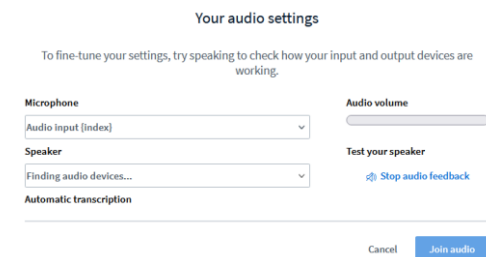 Your audio settings
To fine-tune your settings, try speaking to check how your input and output devices are
working.
Microphone
Audio volume
Audio input {index}
Speaker
Test your speaker
Finding audio devices...
Stop audio feedback
Automatic transcription
Cancel
Join audio